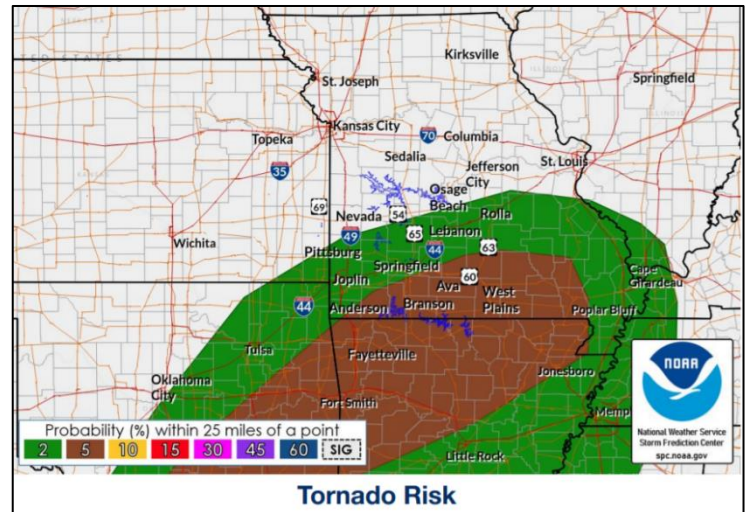 Kirksville
UNITED STATES
St. Joseph
Springfield
Kansas City
70
Columbia
Topeka
Sedalia
Jefferson
City
St. Louis
35
Osage
Beach
69
Nevada
54
Rolla
65
Lebanon
49
Wichita
44
63
Pittsburg
Springfield
Cape
Girardeau
Joplin
60
Ava
West
Plains
44
Anderson
Branson
Poplar Bluff
Tulsa
Fayetteville
Jonesboro
Oklahoma
City
Fort Smith
Memp
Little Rock
Probability (%) within 25 miles of a point
2 5 10 15 30 45 60 SIG
NOAA
National Weather Service
Storm Prediction Center
spc.noaa.gov
Tornado Risk